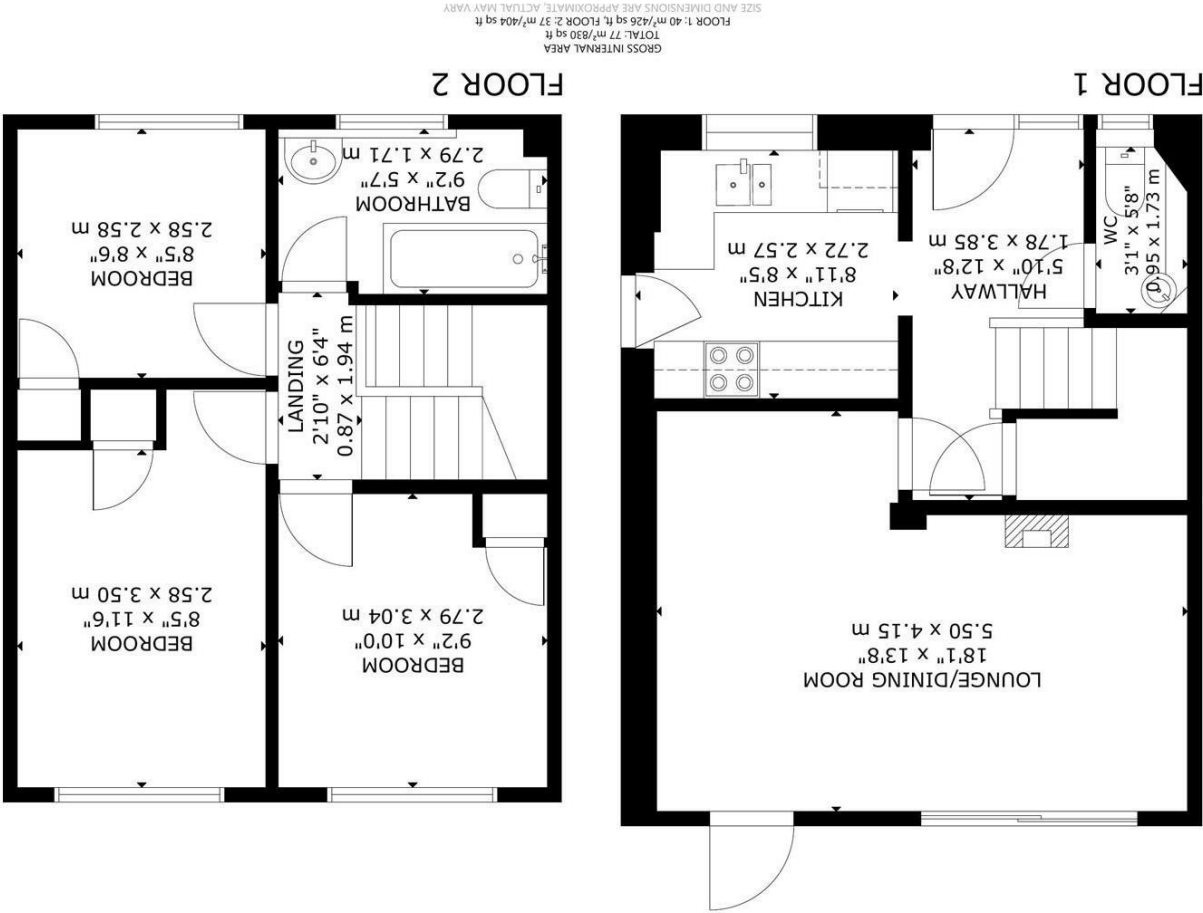 FLOOR 1
LOUNGE/DINING ROOM
18'1" x 13'8"
5.50 x 4.15 m
KITCHEN
8'11" x 8'5"
2.72 x 2.57 m
HALLWAY
5'10" x 12'8"
1.78 x 3.85 m
WC
3'1" x 5'8"
0.95 x 1.73 m
FLOOR 2
BEDROOM
9'2" x 10'0"
2.79 x 3.04 m
BEDROOM
8'5" x 11'6"
2.58 x 3.50 m
LANDING
2'10" x 6'4"
0.87 x 1.94 m
BATHROOM
9'2" x 5'7"
2.79 x 1.71 m
BEDROOM
8'5" x 8'6"
2.58 x 2.58 m
GROSS INTERNAL AREA
TOTAL: 77 m²/830 sq ft
FLOOR 1: 40 m²/426 sq ft, FLOOR 2: 37 m²/404 sq ft
SIZE AND DIMENSIONS ARE APPROXIMATE, ACTUAL MAY VARY